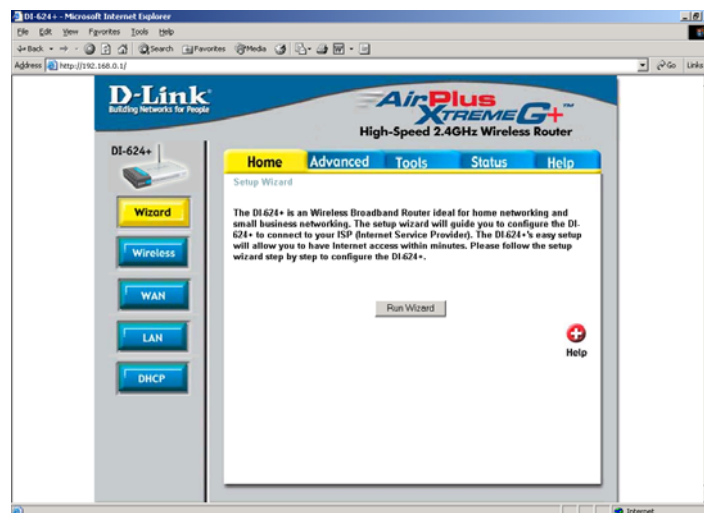 DI-624+ - Microsoft Internet Explorer
File Edit View Favorites Tools Help
Back Search Favorites Media
Address http://192.168.0.1/ Go Links
D-Link
Building Networks for People
AirPlus
XTREME G+™
High-Speed 2.4GHz Wireless Router
DI-624+
Home Advanced Tools Status Help
Setup Wizard
Wizard
The DI-624+ is an Wireless Broadband Router ideal for home networking and
small business networking. The setup wizard will guide you to configure the DI-
624+ to connect to your ISP (Internet Service Provider). The DI-624+'s easy setup
will allow you to have Internet access within minutes. Please follow the setup
wizard step by step to configure the DI-624+.
Wireless
WAN
Run Wizard
LAN
Help
DHCP
Internet